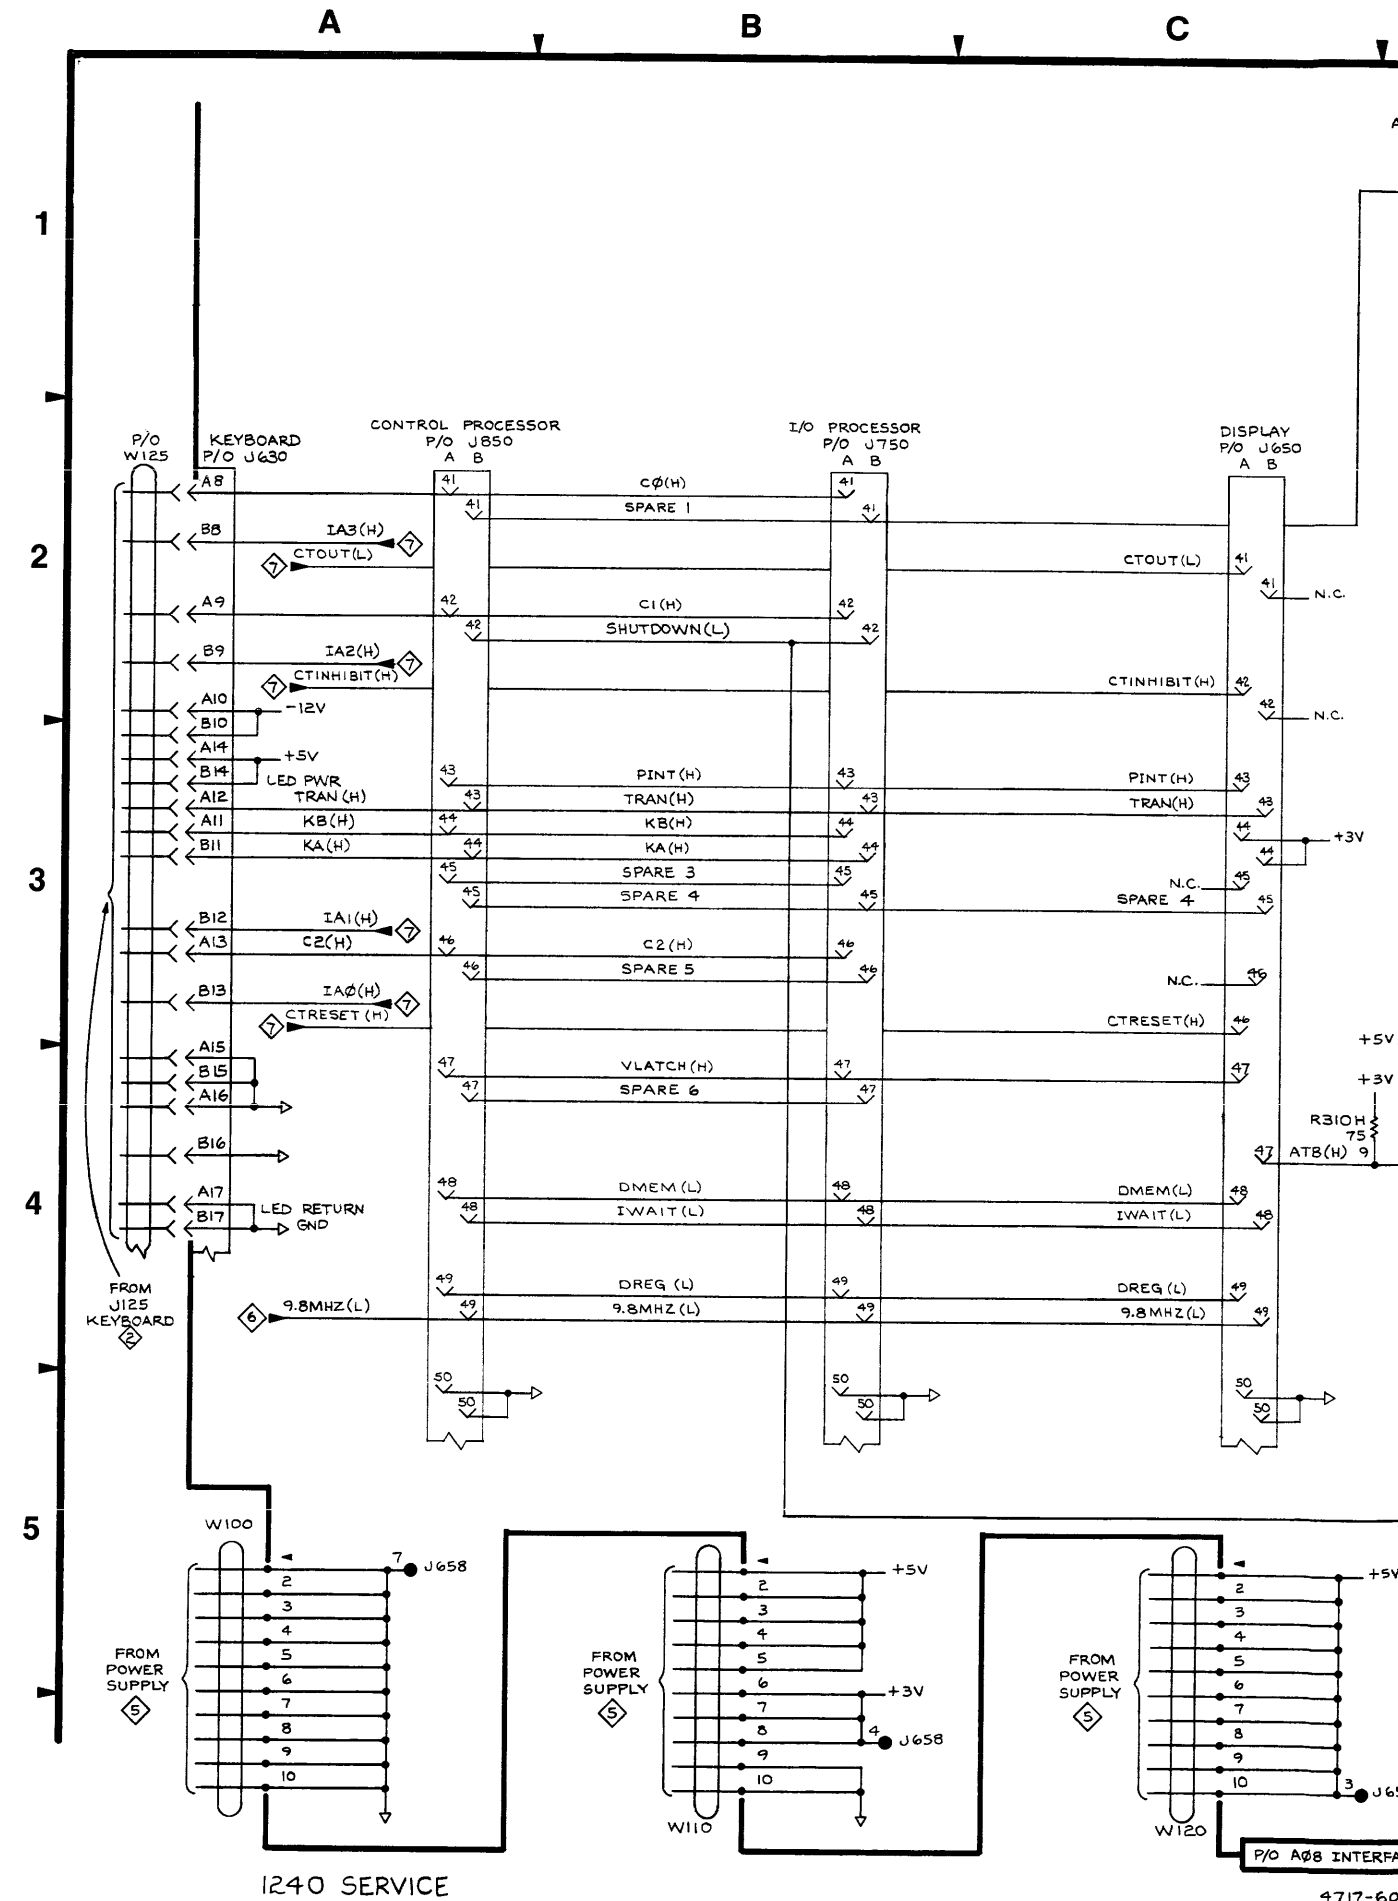 A B C
1
2
3
4
5
P/O
W125
KEYBOARD
P/O J630
CONTROL PROCESSOR
P/O J850
A B
I/O PROCESSOR
P/O J750
A B
DISPLAY
P/O J650
A B
A8 41 CØ(H) 41
41 SPARE 1 41
B8 IA3(H) 7
7 CTOUT(L) CTOUT(L) 41
41 N.C.
A9 42 C1(H) 42
42 SHUTDOWN(L) 42
B9 IA2(H) 7
7 CTINHIBIT(H) CTINHIBIT(H) 42
A10 -12V
42 N.C.
B10
A14 +5V
B14 LED PWR
43 PINT(H) 43 PINT(H) 43
A12 TRAN(H) 43 TRAN(H) 43 TRAN(H) 43
A11 KB(H) 44 KB(H) 44
44 +3V
B11 KA(H) 44 KA(H) 44
44
45 SPARE 3 45 N.C. 45
45 SPARE 4 45 SPARE 4 45
B12 IA1(H) 7
A13 C2(H) 46 C2(H) 46
46 SPARE 5 46 N.C. 46
B13 IAØ(H) 7
7 CTRESET(H) CTRESET(H) 46
+5V
A15
47 VLATCH(H) 47 47
B15
+3V
47 SPARE 6 47
A16
R310H
75
B16
47 ATB(H) 9
A17 LED RETURN
B17 GND
48 DMEM(L) 48 DMEM(L) 48
48 IWAIT(L) 48 IWAIT(L) 48
FROM
J125
KEYBOARD
2
49 DREG(L) 49 DREG(L) 49
6 9.8MHZ(L) 49 9.8MHZ(L) 49 9.8MHZ(L) 49
50 50 50
50 50 50
W100
7 J658
2
3
4
5
6
7
8
9
10
FROM
POWER
SUPPLY
5
+5V
2
3
4
5
6 +3V
7
8 4 J658
9
10
FROM
POWER
SUPPLY
5
W110
+5V
2
3
4
5
6
7
8
9
10 3
FROM
POWER
SUPPLY
5
W120
P/O AØ8 INTERFA
1240 SERVICE
4717-60